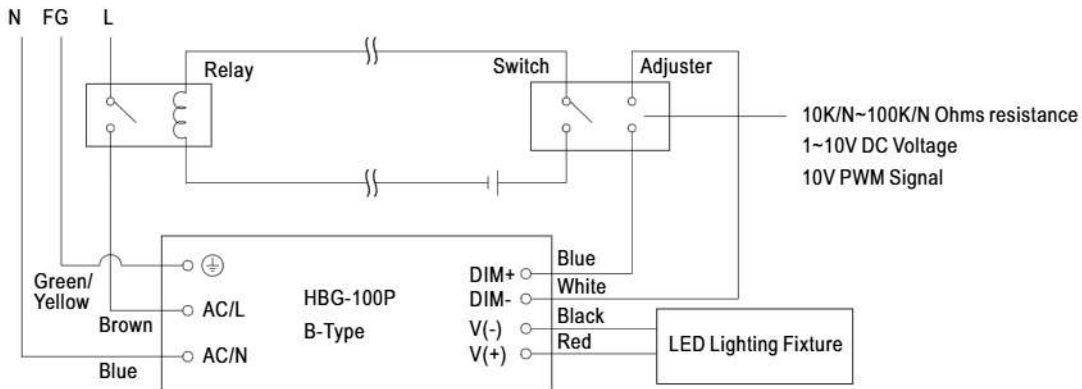 N FG L
Relay
Switch
Adjuster
10K/N~100K/N Ohms resistance
1~10V DC Voltage
10V PWM Signal
Green/
Yellow
Brown
Blue
AC/L
AC/N
HBG-100P
B-Type
DIM+
DIM-
V(-)
V(+)
Blue
White
Black
Red
LED Lighting Fixture